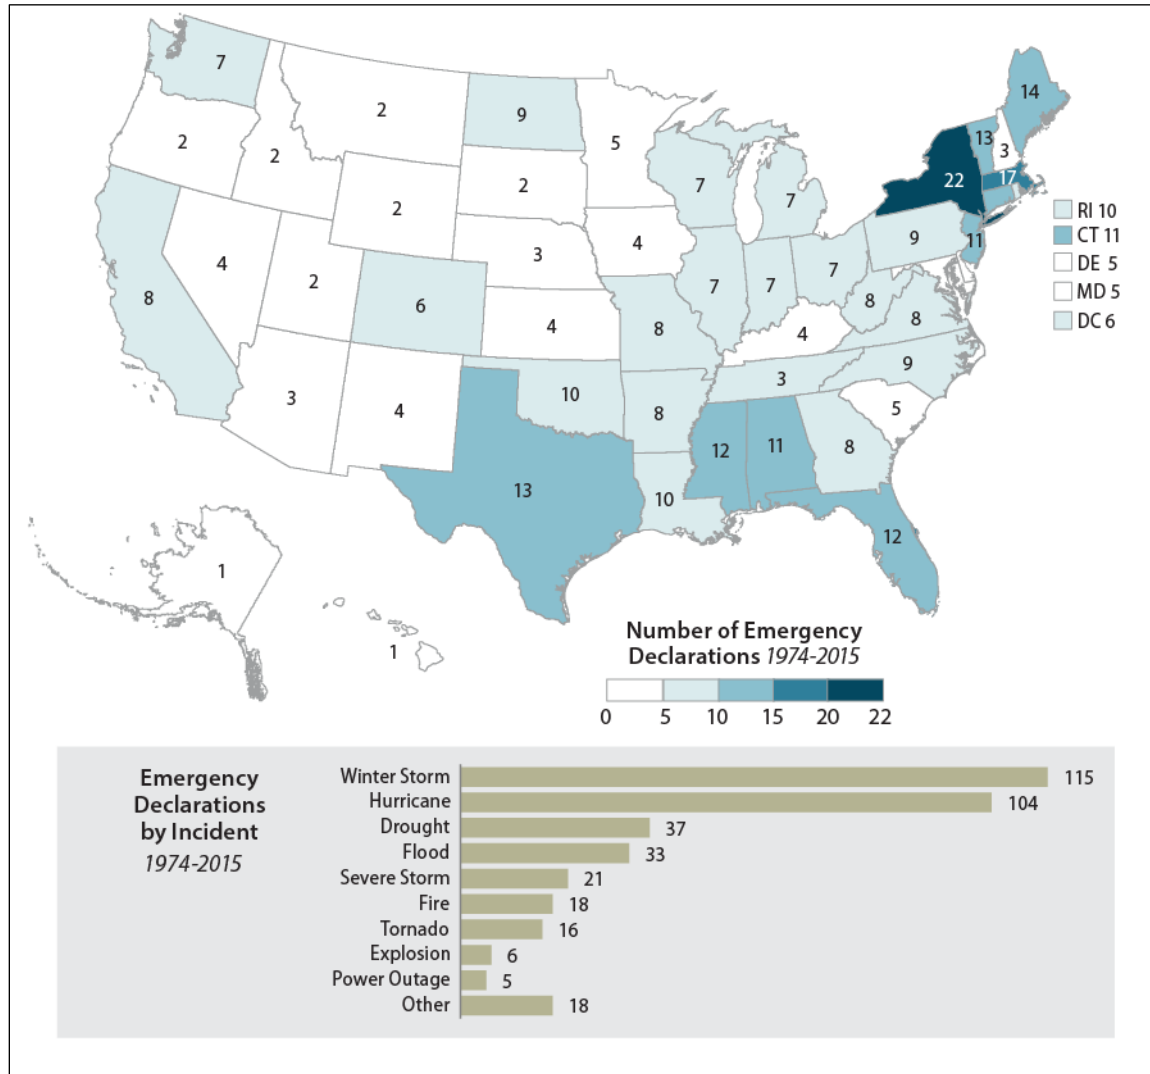 7
2
2
2
9
5
2
2
3
4
4
2
4
8
6
4
3
4
10
13
8
8
10
7
7
7
7
7
4
3
12
11
8
12
5
9
8
8
9
22
11
13
3
14
17
1
1
RI 10
CT 11
DE 5
MD 5
DC 6
Number of Emergency
Declarations 1974-2015
0 5 10 15 20 22
Emergency
Declarations
by Incident
1974-2015
Winter Storm 115
Hurricane 104
Drought 37
Flood 33
Severe Storm 21
Fire 18
Tornado 16
Explosion 6
Power Outage 5
Other 18